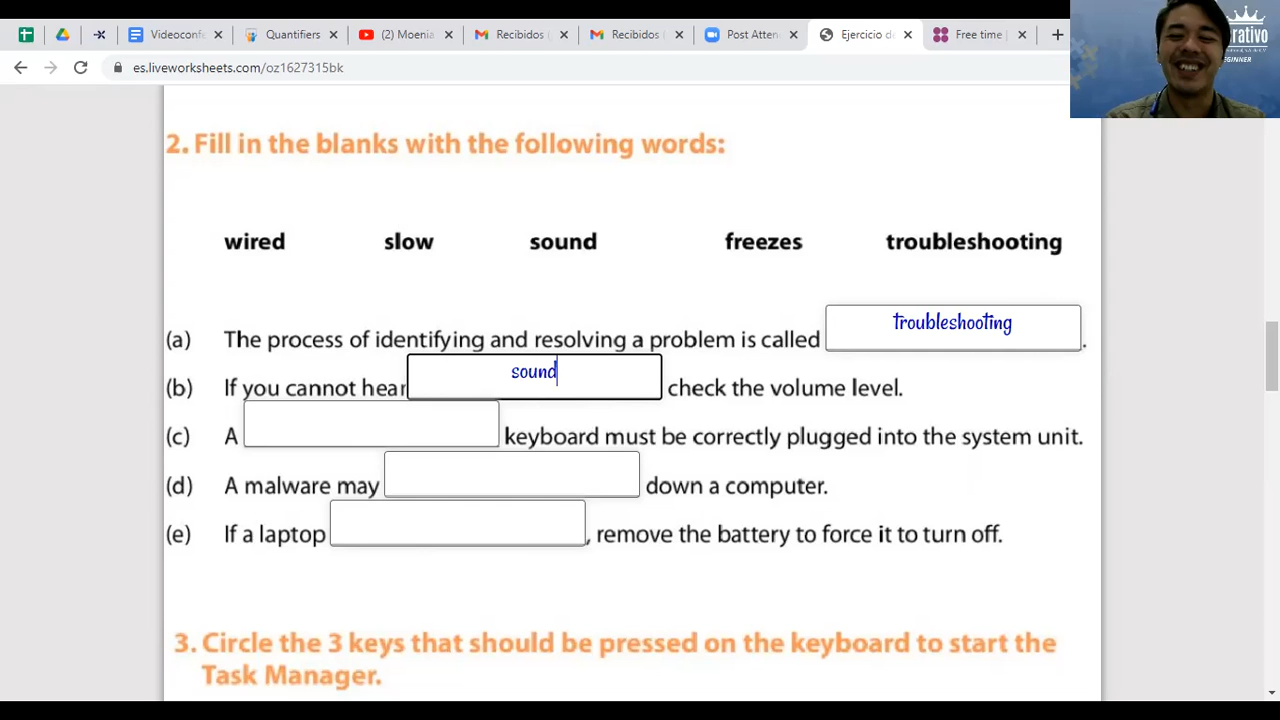 Videoconfe
Quantifiers
(2) Moenia
Recibidos (
Recibidos
Post Atten
Ejercicio d
Free time (
es.liveworksheets.com/oz1627315bk
rativo
EGINNER
2. Fill in the blanks with the following words:
wired slow sound freezes troubleshooting
(a) The process of identifying and resolving a problem is called troubleshooting.
(b) If you cannot hear sound check the volume level.
(c) A keyboard must be correctly plugged into the system unit.
(d) A malware may down a computer.
(e) If a laptop , remove the battery to force it to turn off.
3. Circle the 3 keys that should be pressed on the keyboard to start the
Task Manager.